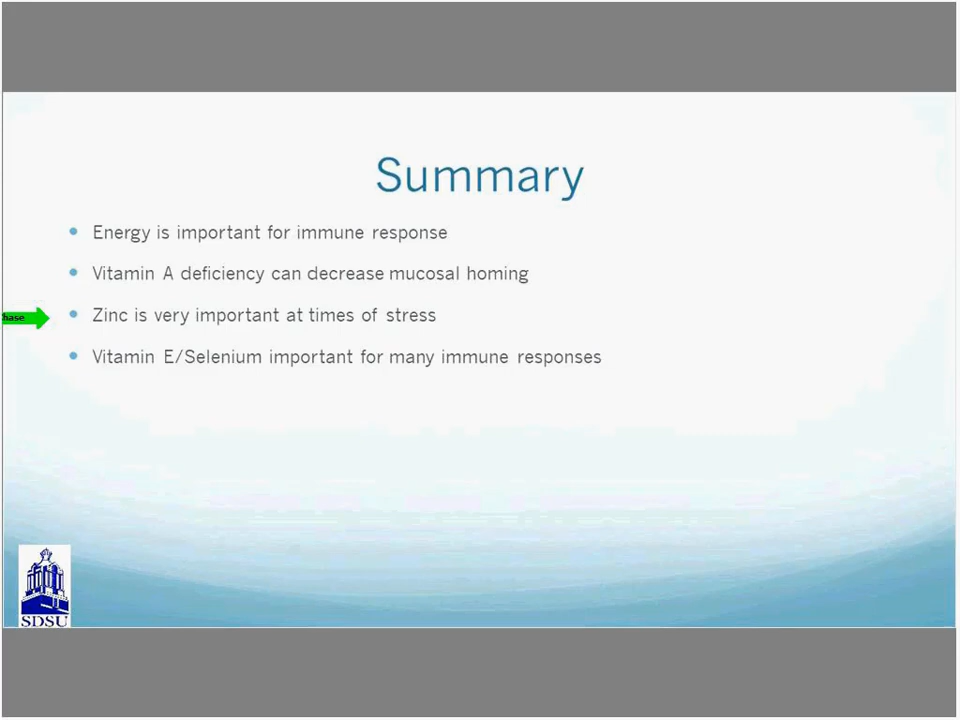 Summary
Energy is important for immune response
Vitamin A deficiency can decrease mucosal homing
Zinc is very important at times of stress
Vitamin E/Selenium important for many immune responses
SDSU